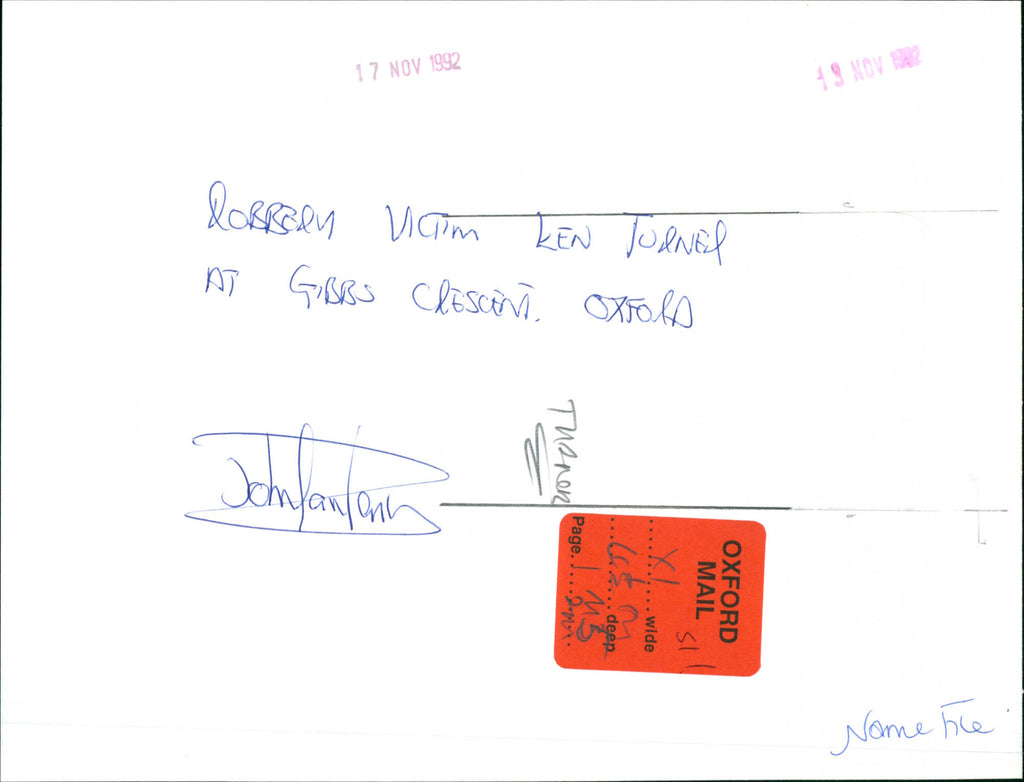 17 NOV 1992
19 NOV 1992
ROBBERY VICTIM KEN TURNER
AT GIBBS CRESCENT. OXFORD
TURNER
OXFORD
MAIL
wide
deep
Page
Name File